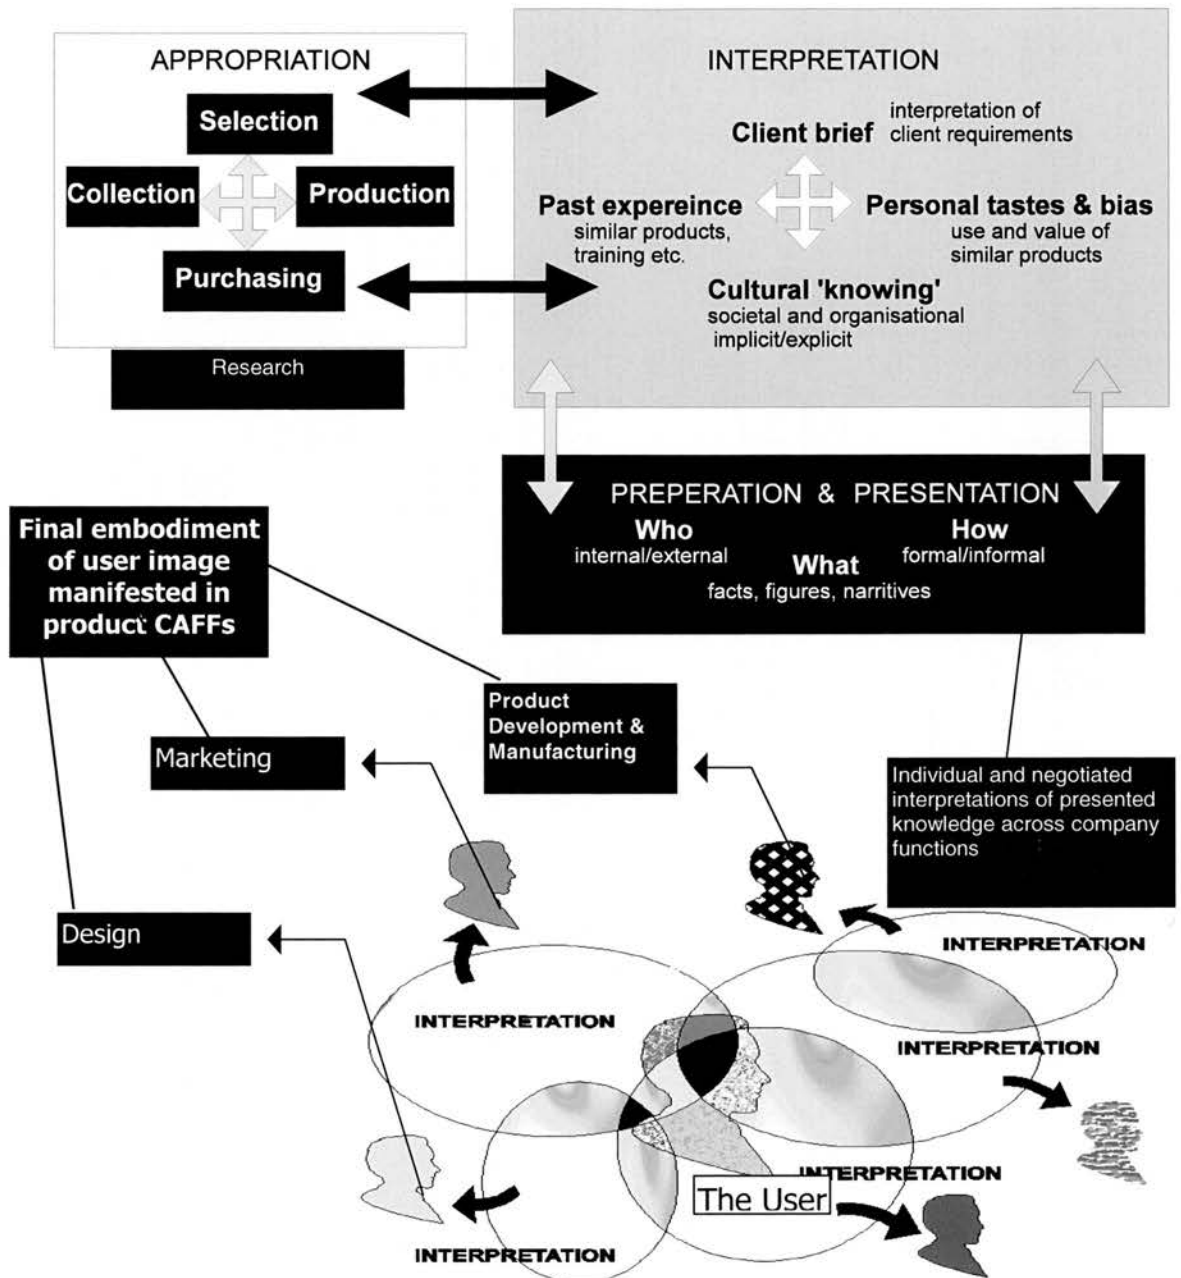 APPROPRIATION
Selection
Collection
Production
Purchasing
Research
INTERPRETATION
Client brief
interpretation of
client requirements
Past expereince
similar products,
training etc.
Personal tastes & bias
use and value of
similar products
Cultural 'knowing'
societal and organisational
implicit/explicit
PREPERATION & PRESENTATION
Who
internal/external
How
formal/informal
What
facts, figures, narritives
Final embodiment
of user image
manifested in
product CAFFs
Product
Development &
Manufacturing
Marketing
Individual and negotiated
interpretations of presented
knowledge across company
functions
Design
INTERPRETATION
INTERPRETATION
INTERPRETATION
INTERPRETATION
The User
INTERPRETATION